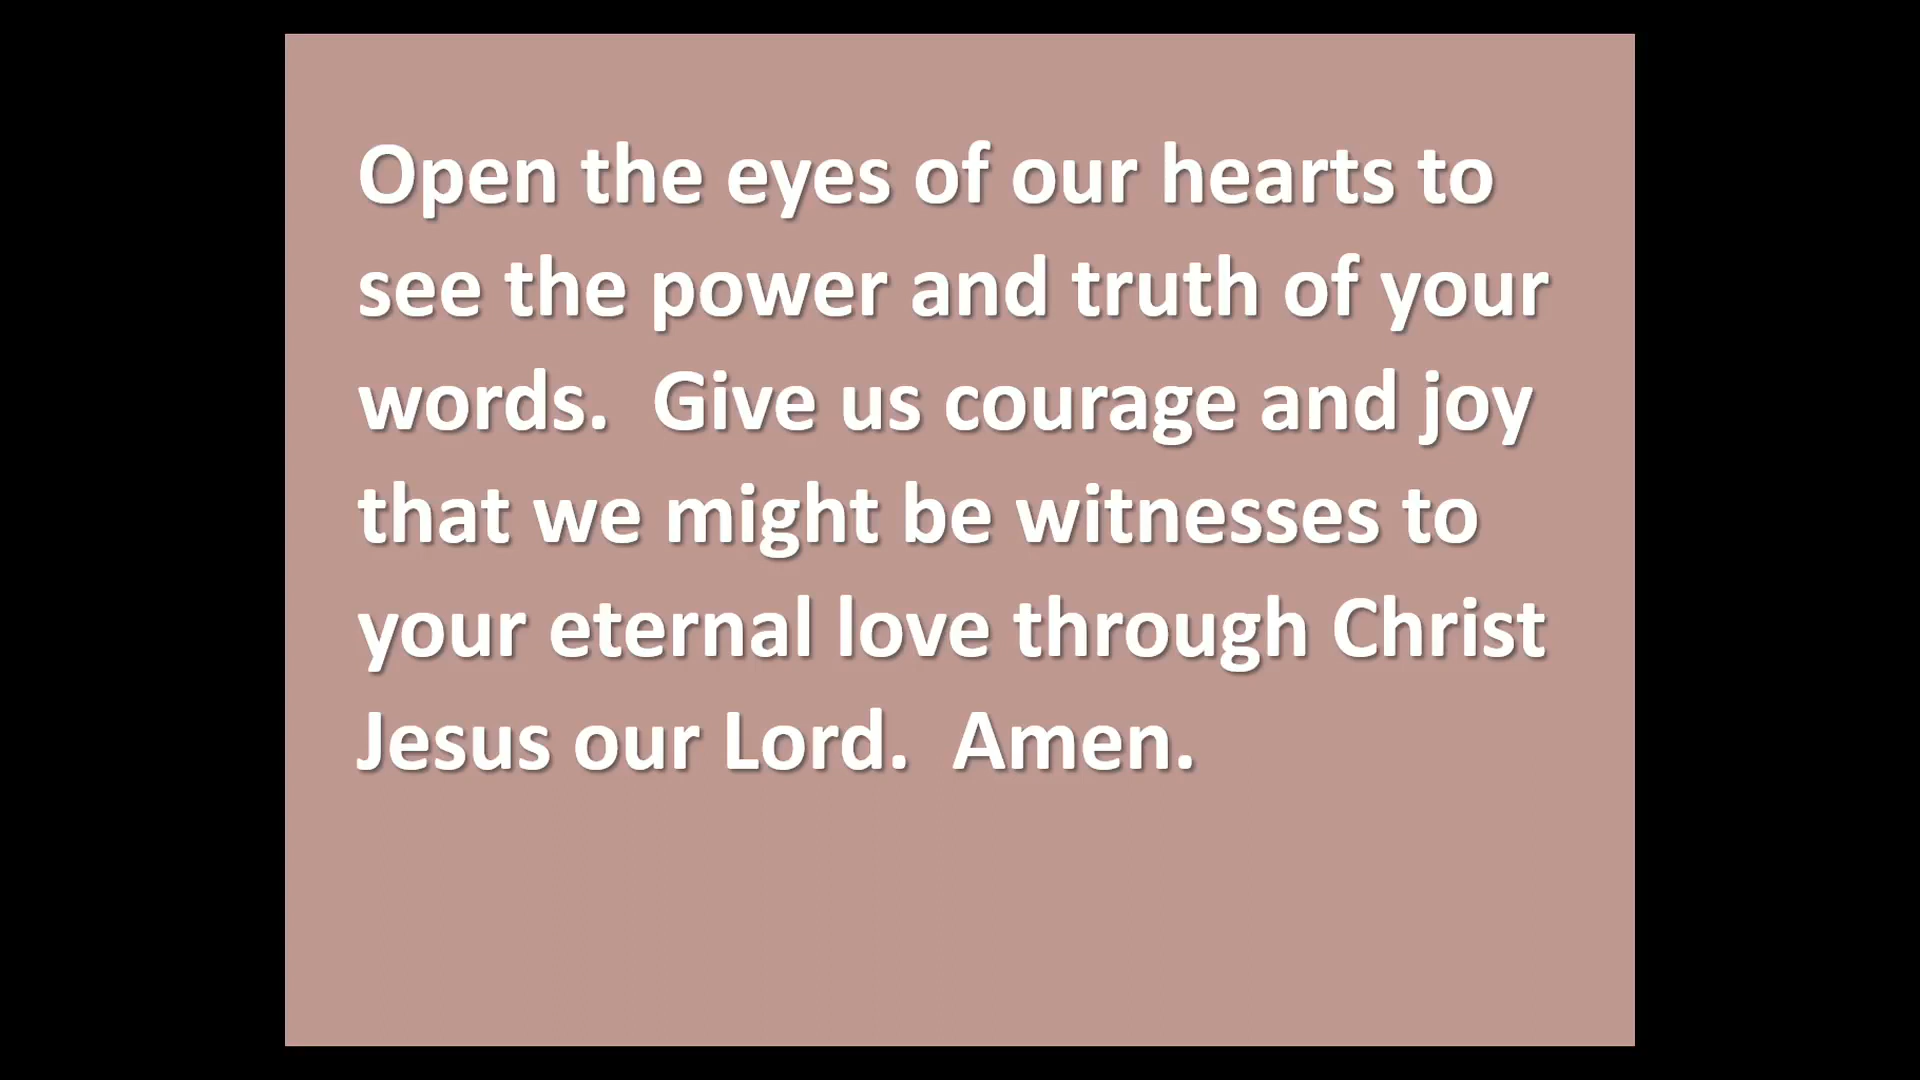 Open the eyes of our hearts to
see the power and truth of your
words.  Give us courage and joy
that we might be witnesses to
your eternal love through Christ
Jesus our Lord.  Amen.